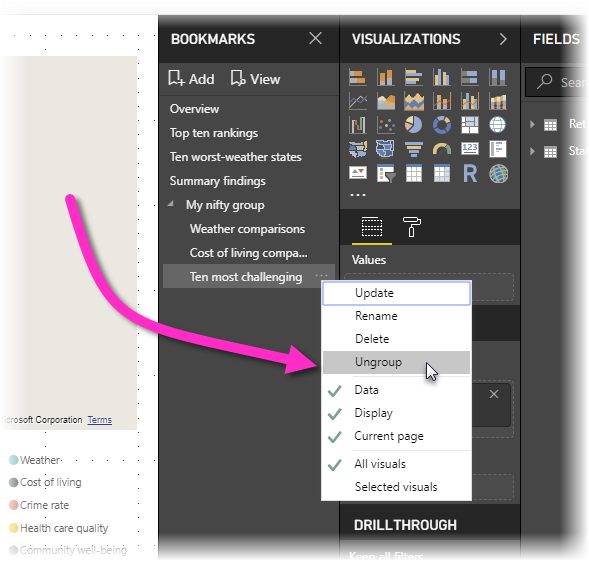 BOOKMARKS
Add View
Overview
Top ten rankings
Ten worst-weather states
Summary findings
My nifty group
Weather comparisons
Cost of living compa...
Ten most challenging
VISUALIZATIONS
123
R
Values
Update
Rename
Delete
Ungroup
Data
Display
Current page
All visuals
Selected visuals
DRILLTHROUGH
Keep all filters
FIELDS
Sea
Ret
Sta
icrosoft Corporation Terms
Weather
Cost of living
Crime rate
Health care quality
Community well-being